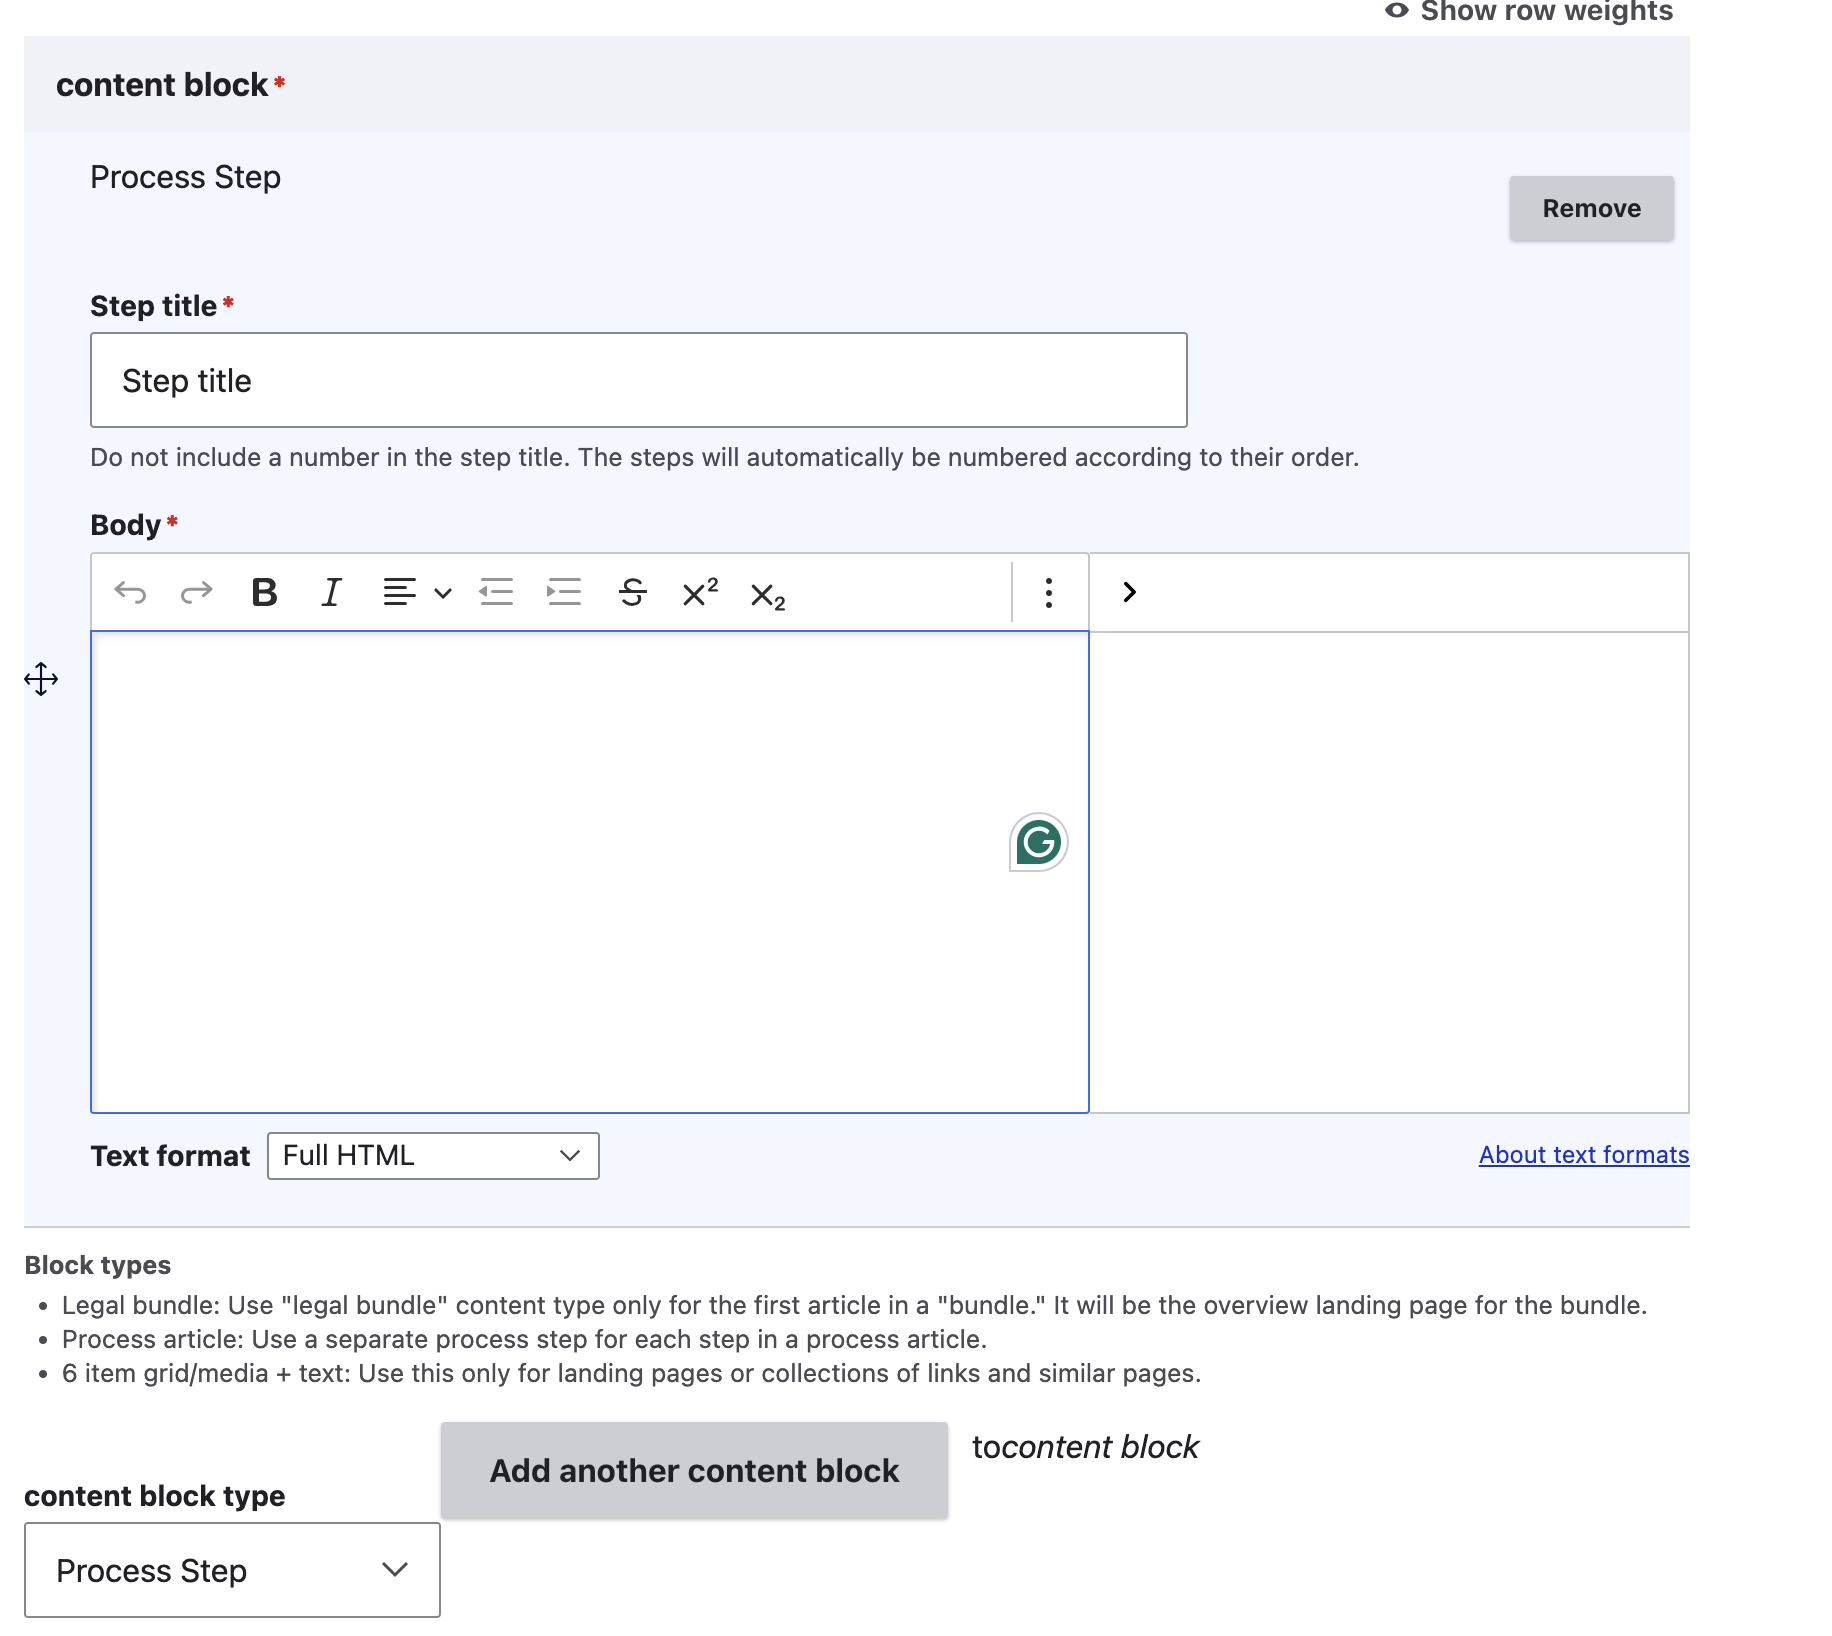 Show row weights
content block*
Process Step
Remove
Step title*
Step title
Do not include a number in the step title. The steps will automatically be numbered according to their order.
Body*
B I S X² X₂
G
Text format Full HTML About text formats
Block types
• Legal bundle: Use "legal bundle" content type only for the first article in a "bundle." It will be the overview landing page for the bundle.
• Process article: Use a separate process step for each step in a process article.
• 6 item grid/media + text: Use this only for landing pages or collections of links and similar pages.
Add another content block tocontent block
content block type
Process Step